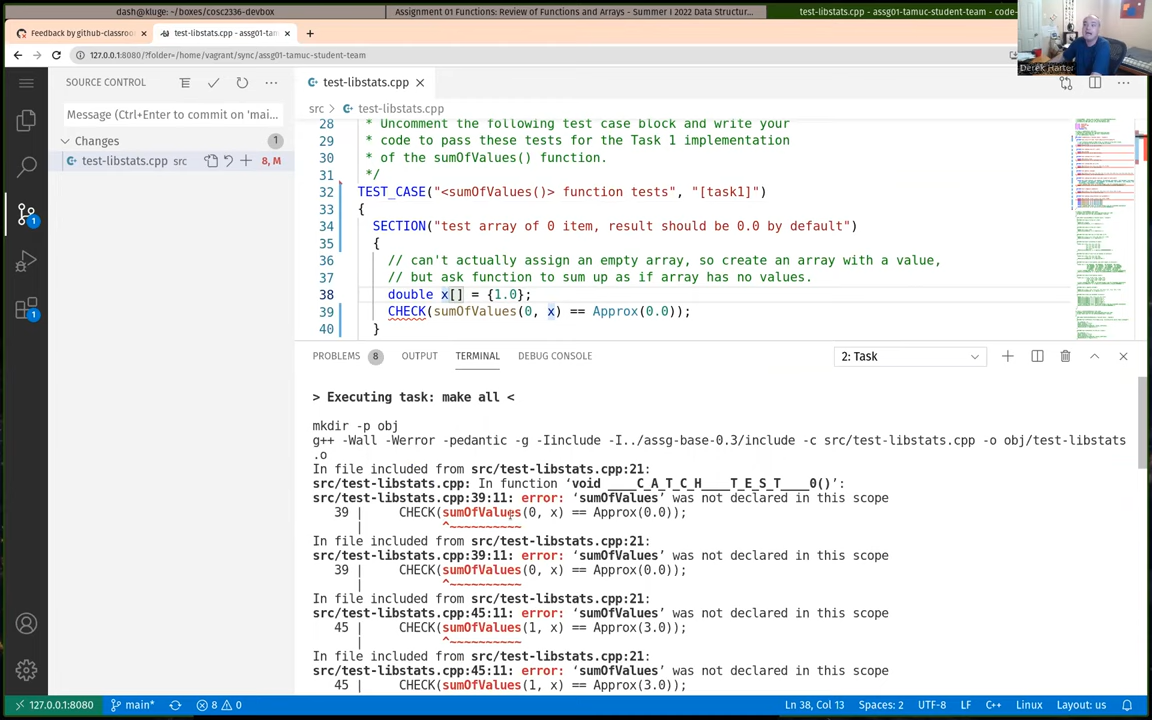 dash@kluge:~/boxes/cosc2336-devbox
Assignment 01 Functions: Review of Functions and Arrays - Summer I 2022 Data Structur...
test-libstats.cpp - assg01-tamuc-student-team - code-
Feedback by github-classroo
test-libstats.cpp - assg01-tam
127.0.0.1:8080/?folder=/home/vagrant/sync/assg01-tamuc-student-team
Derek Harter
SOURCE CONTROL
test-libstats.cpp
Message (Ctrl+Enter to commit on 'mai...
src > test-libstats.cpp
Changes 1
test-libstats.cpp src 8, M
28 * Uncomment the following test case block and write your
29 * code to pass these tests for the Task 1 implementation
30 * of the sumOfValues() function.
31 */
32 TEST_CASE("<sumOfValues()> function tests", "[task1]")
33 {
34 SECTION("test array of 0 item, result should be 0.0 by default")
35 {
36 // can't actually assign an empty array, so create an array with a value,
37 // but ask function to sum up as if array has no values.
38 double x[] = {1.0};
39 CHECK(sumOfValues(0, x) == Approx(0.0));
40 }
PROBLEMS 8 OUTPUT TERMINAL DEBUG CONSOLE 2: Task
> Executing task: make all <
mkdir -p obj
g++ -Wall -Werror -pedantic -g -Iinclude -I../assg-base-0.3/include -c src/test-libstats.cpp -o obj/test-libstats
.o
In file included from src/test-libstats.cpp:21:
src/test-libstats.cpp: In function ‘void ____C_A_T_C_H____T_E_S_T____0()’:
src/test-libstats.cpp:39:11: error: ‘sumOfValues’ was not declared in this scope
39 | CHECK(sumOfValues(0, x) == Approx(0.0));
| ^~~~~~~~~~~
In file included from src/test-libstats.cpp:21:
src/test-libstats.cpp:39:11: error: ‘sumOfValues’ was not declared in this scope
39 | CHECK(sumOfValues(0, x) == Approx(0.0));
| ^~~~~~~~~~~
In file included from src/test-libstats.cpp:21:
src/test-libstats.cpp:45:11: error: ‘sumOfValues’ was not declared in this scope
45 | CHECK(sumOfValues(1, x) == Approx(3.0));
| ^~~~~~~~~~~
In file included from src/test-libstats.cpp:21:
src/test-libstats.cpp:45:11: error: ‘sumOfValues’ was not declared in this scope
45 | CHECK(sumOfValues(1, x) == Approx(3.0));
127.0.0.1:8080 main* 8 0 Ln 38, Col 13 Spaces: 2 UTF-8 LF C++ Linux Layout: us